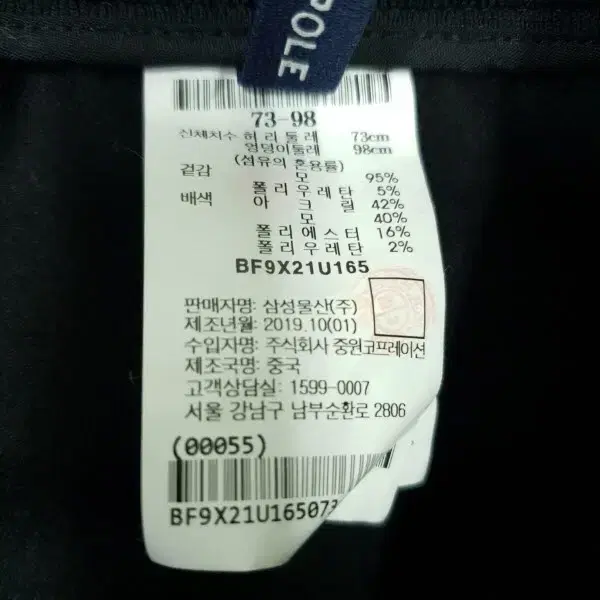 POLE
73-98
신체치수 허리둘레 73cm
엉덩이둘레 98cm
(섬유의 혼용률)
겉감 모 95%
폴리우레탄 5%
배색 아크릴 42%
모 40%
폴리에스터 16%
폴리우레탄 2%
BF9X21U165
판매자명: 삼성물산(주)
제조년월: 2019.10(01)
수입자명: 주식회사 중원코프레이션
제조국명: 중국
고객상담실: 1599-0007
서울 강남구 남부순환로 2806
(00055)
BF9X21U165073